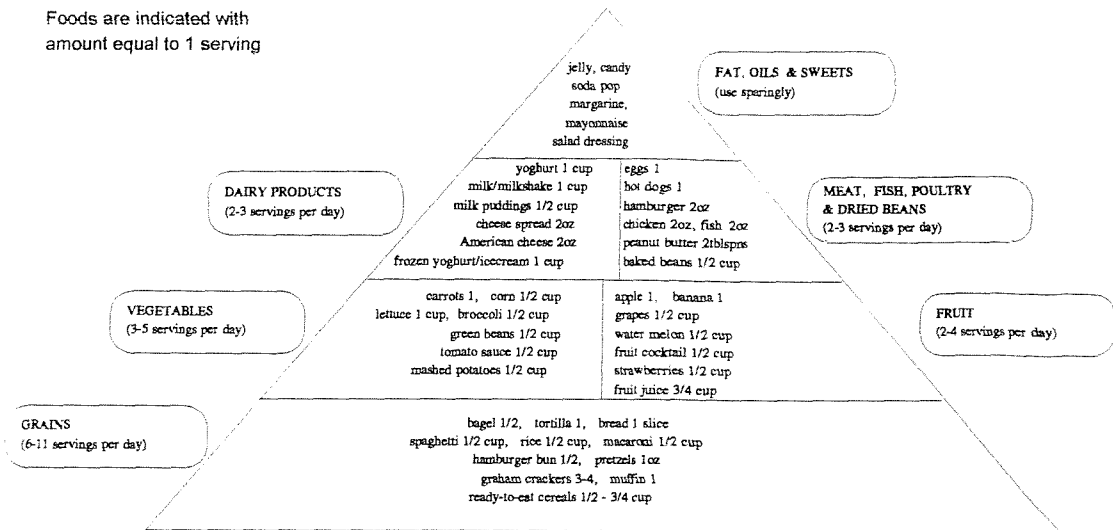 Foods are indicated with
amount equal to 1 serving
jelly, candy
soda pop
margarine,
mayonnaise
salad dressing
FAT, OILS & SWEETS
(use sparingly)
DAIRY PRODUCTS
(2-3 servings per day)
yoghurt 1 cup
milk/milkshake 1 cup
milk puddings 1/2 cup
cheese spread 2oz
American cheese 2oz
frozen yoghurt/icecream 1 cup
eggs 1
hot dogs 1
hamburger 2oz
chicken 2oz, fish 2oz
peanut butter 2tblspns
baked beans 1/2 cup
MEAT, FISH, POULTRY
& DRIED BEANS
(2-3 servings per day)
VEGETABLES
(3-5 servings per day)
carrots 1, corn 1/2 cup
lettuce 1 cup, broccoli 1/2 cup
green beans 1/2 cup
tomato sauce 1/2 cup
mashed potatoes 1/2 cup
apple 1, banana 1
grapes 1/2 cup
water melon 1/2 cup
fruit cocktail 1/2 cup
strawberries 1/2 cup
fruit juice 3/4 cup
FRUIT
(2-4 servings per day)
GRAINS
(6-11 servings per day)
bagel 1/2, tortilla 1, bread 1 slice
spaghetti 1/2 cup, rice 1/2 cup, macaroni 1/2 cup
hamburger bun 1/2, pretzels 1oz
graham crackers 3-4, muffin 1
ready-to-eat cereals 1/2 - 3/4 cup